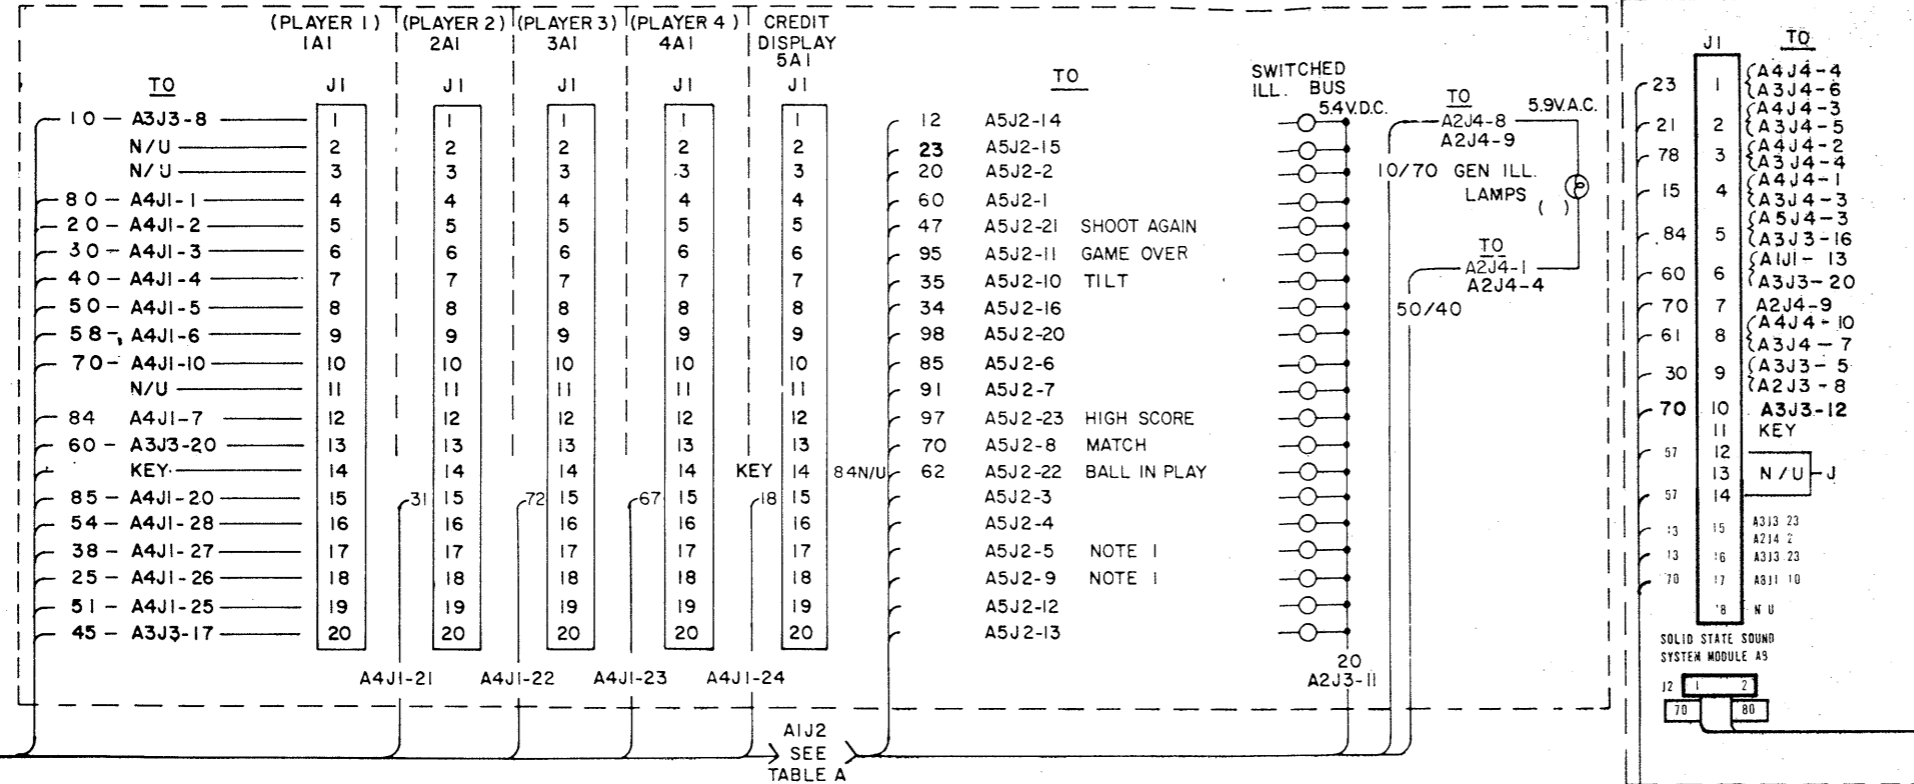 (PLAYER 1) (PLAYER 2) (PLAYER 3) (PLAYER 4) CREDIT
1A1 2A1 3A1 4A1 DISPLAY
5A1
TO J1 J1 J1 J1 J1
10 - A3J3-8 1 1 1 1 1
N/U 2 2 2 2 2
N/U 3 3 3 3 3
80 - A4J1-1 4 4 4 4 4
20 - A4J1-2 5 5 5 5 5
30 - A4J1-3 6 6 6 6 6
40 - A4J1-4 7 7 7 7 7
50 - A4J1-5 8 8 8 8 8
58 - A4J1-6 9 9 9 9 9
70 - A4J1-10 10 10 10 10 10
N/U 11 11 11 11 11
84 A4J1-7 12 12 12 12 12
60 - A3J3-20 13 13 13 13 13
KEY 14 14 14 14 KEY 14 84N/U
85 - A4J1-20 15 31 15 72 15 67 15 18 15
54 - A4J1-28 16 16 16 16 16
38 - A4J1-27 17 17 17 17 17
25 - A4J1-26 18 18 18 18 18
51 - A4J1-25 19 19 19 19 19
45 - A3J3-17 20 20 20 20 20
A4J1-21 A4J1-22 A4J1-23 A4J1-24
A1J2
SEE
TABLE A
TO
SWITCHED
ILL. BUS
5.4V.D.C.
12 A5J2-14
23 A5J2-15
20 A5J2-2
60 A5J2-1
47 A5J2-21 SHOOT AGAIN
95 A5J2-11 GAME OVER
35 A5J2-10 TILT
34 A5J2-16
98 A5J2-20
85 A5J2-6
91 A5J2-7
97 A5J2-23 HIGH SCORE
70 A5J2-8 MATCH
62 A5J2-22 BALL IN PLAY
A5J2-3
A5J2-4
A5J2-5 NOTE 1
A5J2-9 NOTE 1
A5J2-12
A5J2-13
20
A2J3-11
TO 5.9V.A.C.
A2J4-8
A2J4-9
10/70 GEN ILL.
LAMPS
( )
TO
A2J4-1
A2J4-4
50/40
J1 TO
23 1 A4J4-4
A3J4-6
21 2 A4J4-3
A3J4-5
78 3 A4J4-2
A3J4-4
15 4 A4J4-1
A3J4-3
84 5 A5J4-3
A3J3-16
60 6 A1J1-13
A3J3-20
70 7 A2J4-9
61 8 A4J4-10
A3J4-7
30 9 A3J3-5
A2J3-8
70 10 A3J3-12
11 KEY
57 12
13 N/U J
57 14
13 15 A3J3 23
A2J4 2
13 16 A3J3 23
70 17 A3J1 10
18 N U
SOLID STATE SOUND
SYSTEM MODULE A9
J2 1 2
70 80